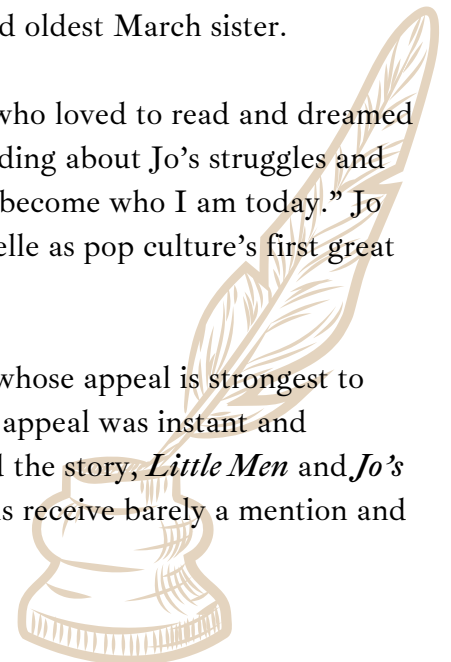 d oldest March sister.
who loved to read and dreamed
ding about Jo’s struggles and
become who I am today.” Jo
elle as pop culture’s first great
whose appeal is strongest to
appeal was instant and
d the story, Little Men and Jo’s
ls receive barely a mention and